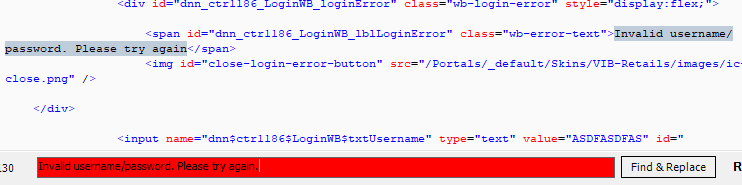 <div id="dnn_ctr1186_LoginWB_loginError" class="wb-login-error" style="display:flex;">
<span id="dnn_ctr1186_LoginWB_lblLoginError" class="wb-error-text">Invalid username/
password. Please try again</span>
<img id="close-login-error-button" src="/Portals/_default/Skins/VIB-Retails/images/ic-
close.png" />
</div>
<input name="dnn$ctr1186$LoginWB$txtUsername" type="text" value="ASDFASDFAS" id="
130 Invalid username/password. Please try again. Find & Replace R